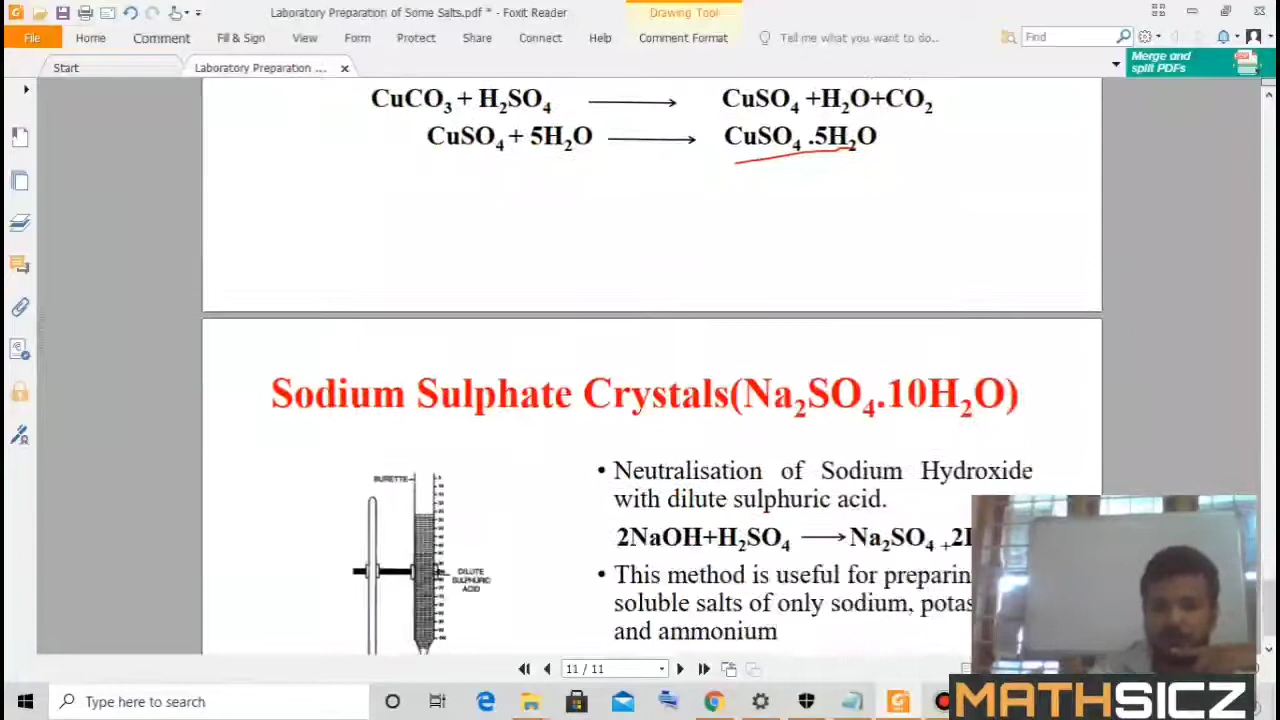 Laboratory Preparation of Some Salts.pdf * - Foxit Reader
Drawing Tool
File Home Comment Fill & Sign View Form Protect Share Connect Help Comment Format Tell me what you want to do.. Find
Start Laboratory Preparation ...
Merge and
split PDFs
CuCO₃ + H₂SO₄ ⟶ CuSO₄ +H₂O+CO₂
CuSO₄ + 5H₂O ⟶ CuSO₄ .5H₂O
Sodium Sulphate Crystals(Na₂SO₄.10H₂O)
• Neutralisation of Sodium Hydroxide
with dilute sulphuric acid.
2NaOH+H₂SO₄ ⟶ Na₂SO₄ +
• This method is useful for
soluble salts of only sodium,
and ammonium
BURETTE
DILUTE
SULPHURIC
ACID
11 / 11
Type here to search
MATHSICZ